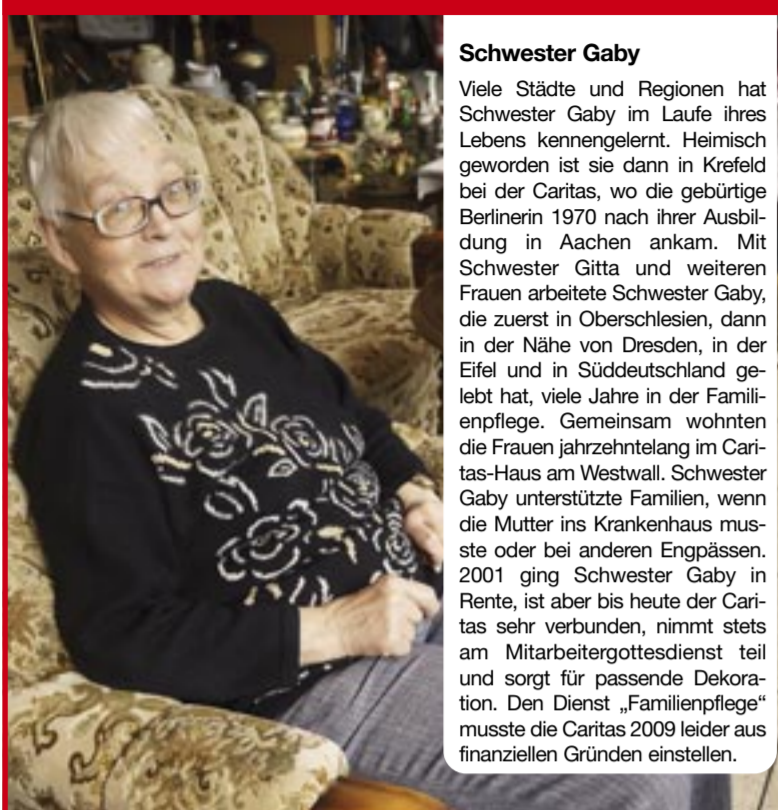 Schwester Gaby
Viele Städte und Regionen hat
Schwester Gaby im Laufe ihres
Lebens kennengelernt. Heimisch
geworden ist sie dann in Krefeld
bei der Caritas, wo die gebürtige
Berlinerin 1970 nach ihrer Ausbil-
dung in Aachen ankam. Mit
Schwester Gitta und weiteren
Frauen arbeitete Schwester Gaby,
die zuerst in Oberschlesien, dann
in der Nähe von Dresden, in der
Eifel und in Süddeutschland ge-
lebt hat, viele Jahre in der Famili-
enpflege. Gemeinsam wohnten
die Frauen jahrzehntelang im Cari-
tas-Haus am Westwall. Schwester
Gaby unterstützte Familien, wenn
die Mutter ins Krankenhaus mus-
ste oder bei anderen Engpässen.
2001 ging Schwester Gaby in
Rente, ist aber bis heute der Cari-
tas sehr verbunden, nimmt stets
am Mitarbeitergottesdienst teil
und sorgt für passende Dekora-
tion. Den Dienst „Familienpflege“
musste die Caritas 2009 leider aus
finanziellen Gründen einstellen.